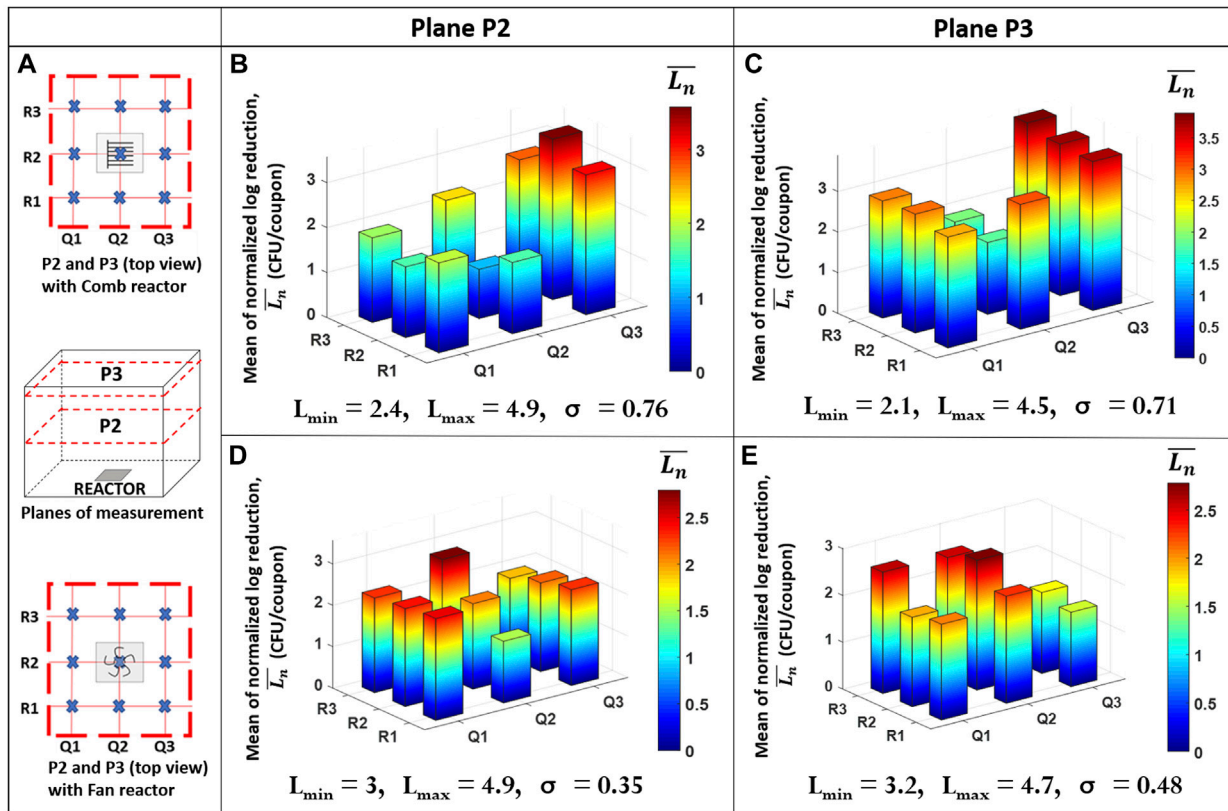 Plane P2
Plane P3
A
R3
R2
R1
Q1 Q2 Q3
P2 and P3 (top view)
with Comb reactor
P3
P2
REACTOR
Planes of measurement
R3
R2
R1
Q1 Q2 Q3
P2 and P3 (top view)
with Fan reactor
B
Mean of normalized log reduction,
L̅n̅ (CFU/coupon)
3
2
1
0
R3
R2
R1
Q1
Q2
Q3
L̅n̅
3
2
1
0
Lmin = 2.4, Lmax = 4.9, σ = 0.76
C
Mean of normalized log reduction,
L̅n̅ (CFU/coupon)
3
2
1
0
R3
R2
R1
Q1
Q2
Q3
L̅n̅
3.5
3
2.5
2
1.5
1
0.5
0
Lmin = 2.1, Lmax = 4.5, σ = 0.71
D
Mean of normalized log reduction,
L̅n̅ (CFU/coupon)
3
2
1
0
R3
R2
R1
Q1
Q2
Q3
L̅n̅
2.5
2
1.5
1
0.5
0
Lmin = 3, Lmax = 4.9, σ = 0.35
E
Mean of normalized log reduction,
L̅n̅ (CFU/coupon)
3
2
1
0
R3
R2
R1
Q1
Q2
Q3
L̅n̅
2.5
2
1.5
1
0.5
0
Lmin = 3.2, Lmax = 4.7, σ = 0.48